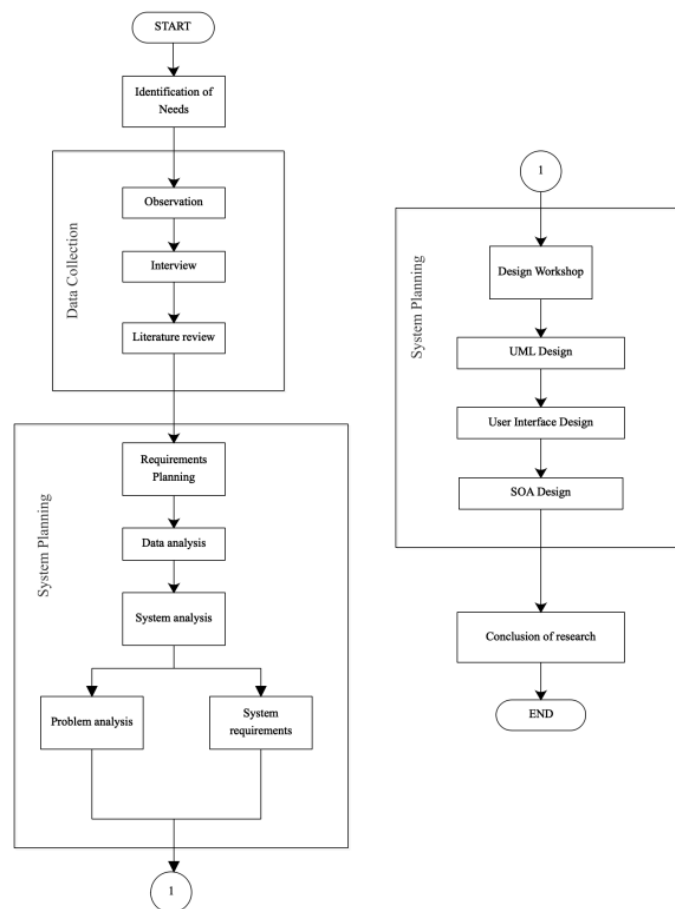 START
Identification of
Needs
Data Collection
Observation
Interview
Literature review
System Planning
Requirements
Planning
Data analysis
System analysis
Problem analysis
System
requirements
1
1
System Planning
Design Workshop
UML Design
User Interface Design
SOA Design
Conclusion of research
END